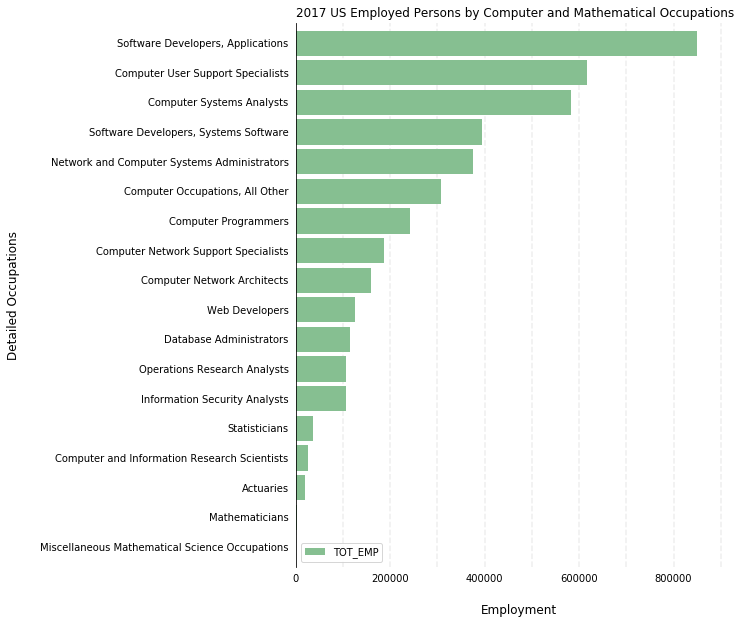 2017 US Employed Persons by Computer and Mathematical Occupations
Software Developers, Applications
Computer User Support Specialists
Computer Systems Analysts
Software Developers, Systems Software
Network and Computer Systems Administrators
Computer Occupations, All Other
Computer Programmers
Computer Network Support Specialists
Computer Network Architects
Web Developers
Database Administrators
Operations Research Analysts
Information Security Analysts
Statisticians
Computer and Information Research Scientists
Actuaries
Mathematicians
Miscellaneous Mathematical Science Occupations
Detailed Occupations
TOT_EMP
0 200000 400000 600000 800000
Employment